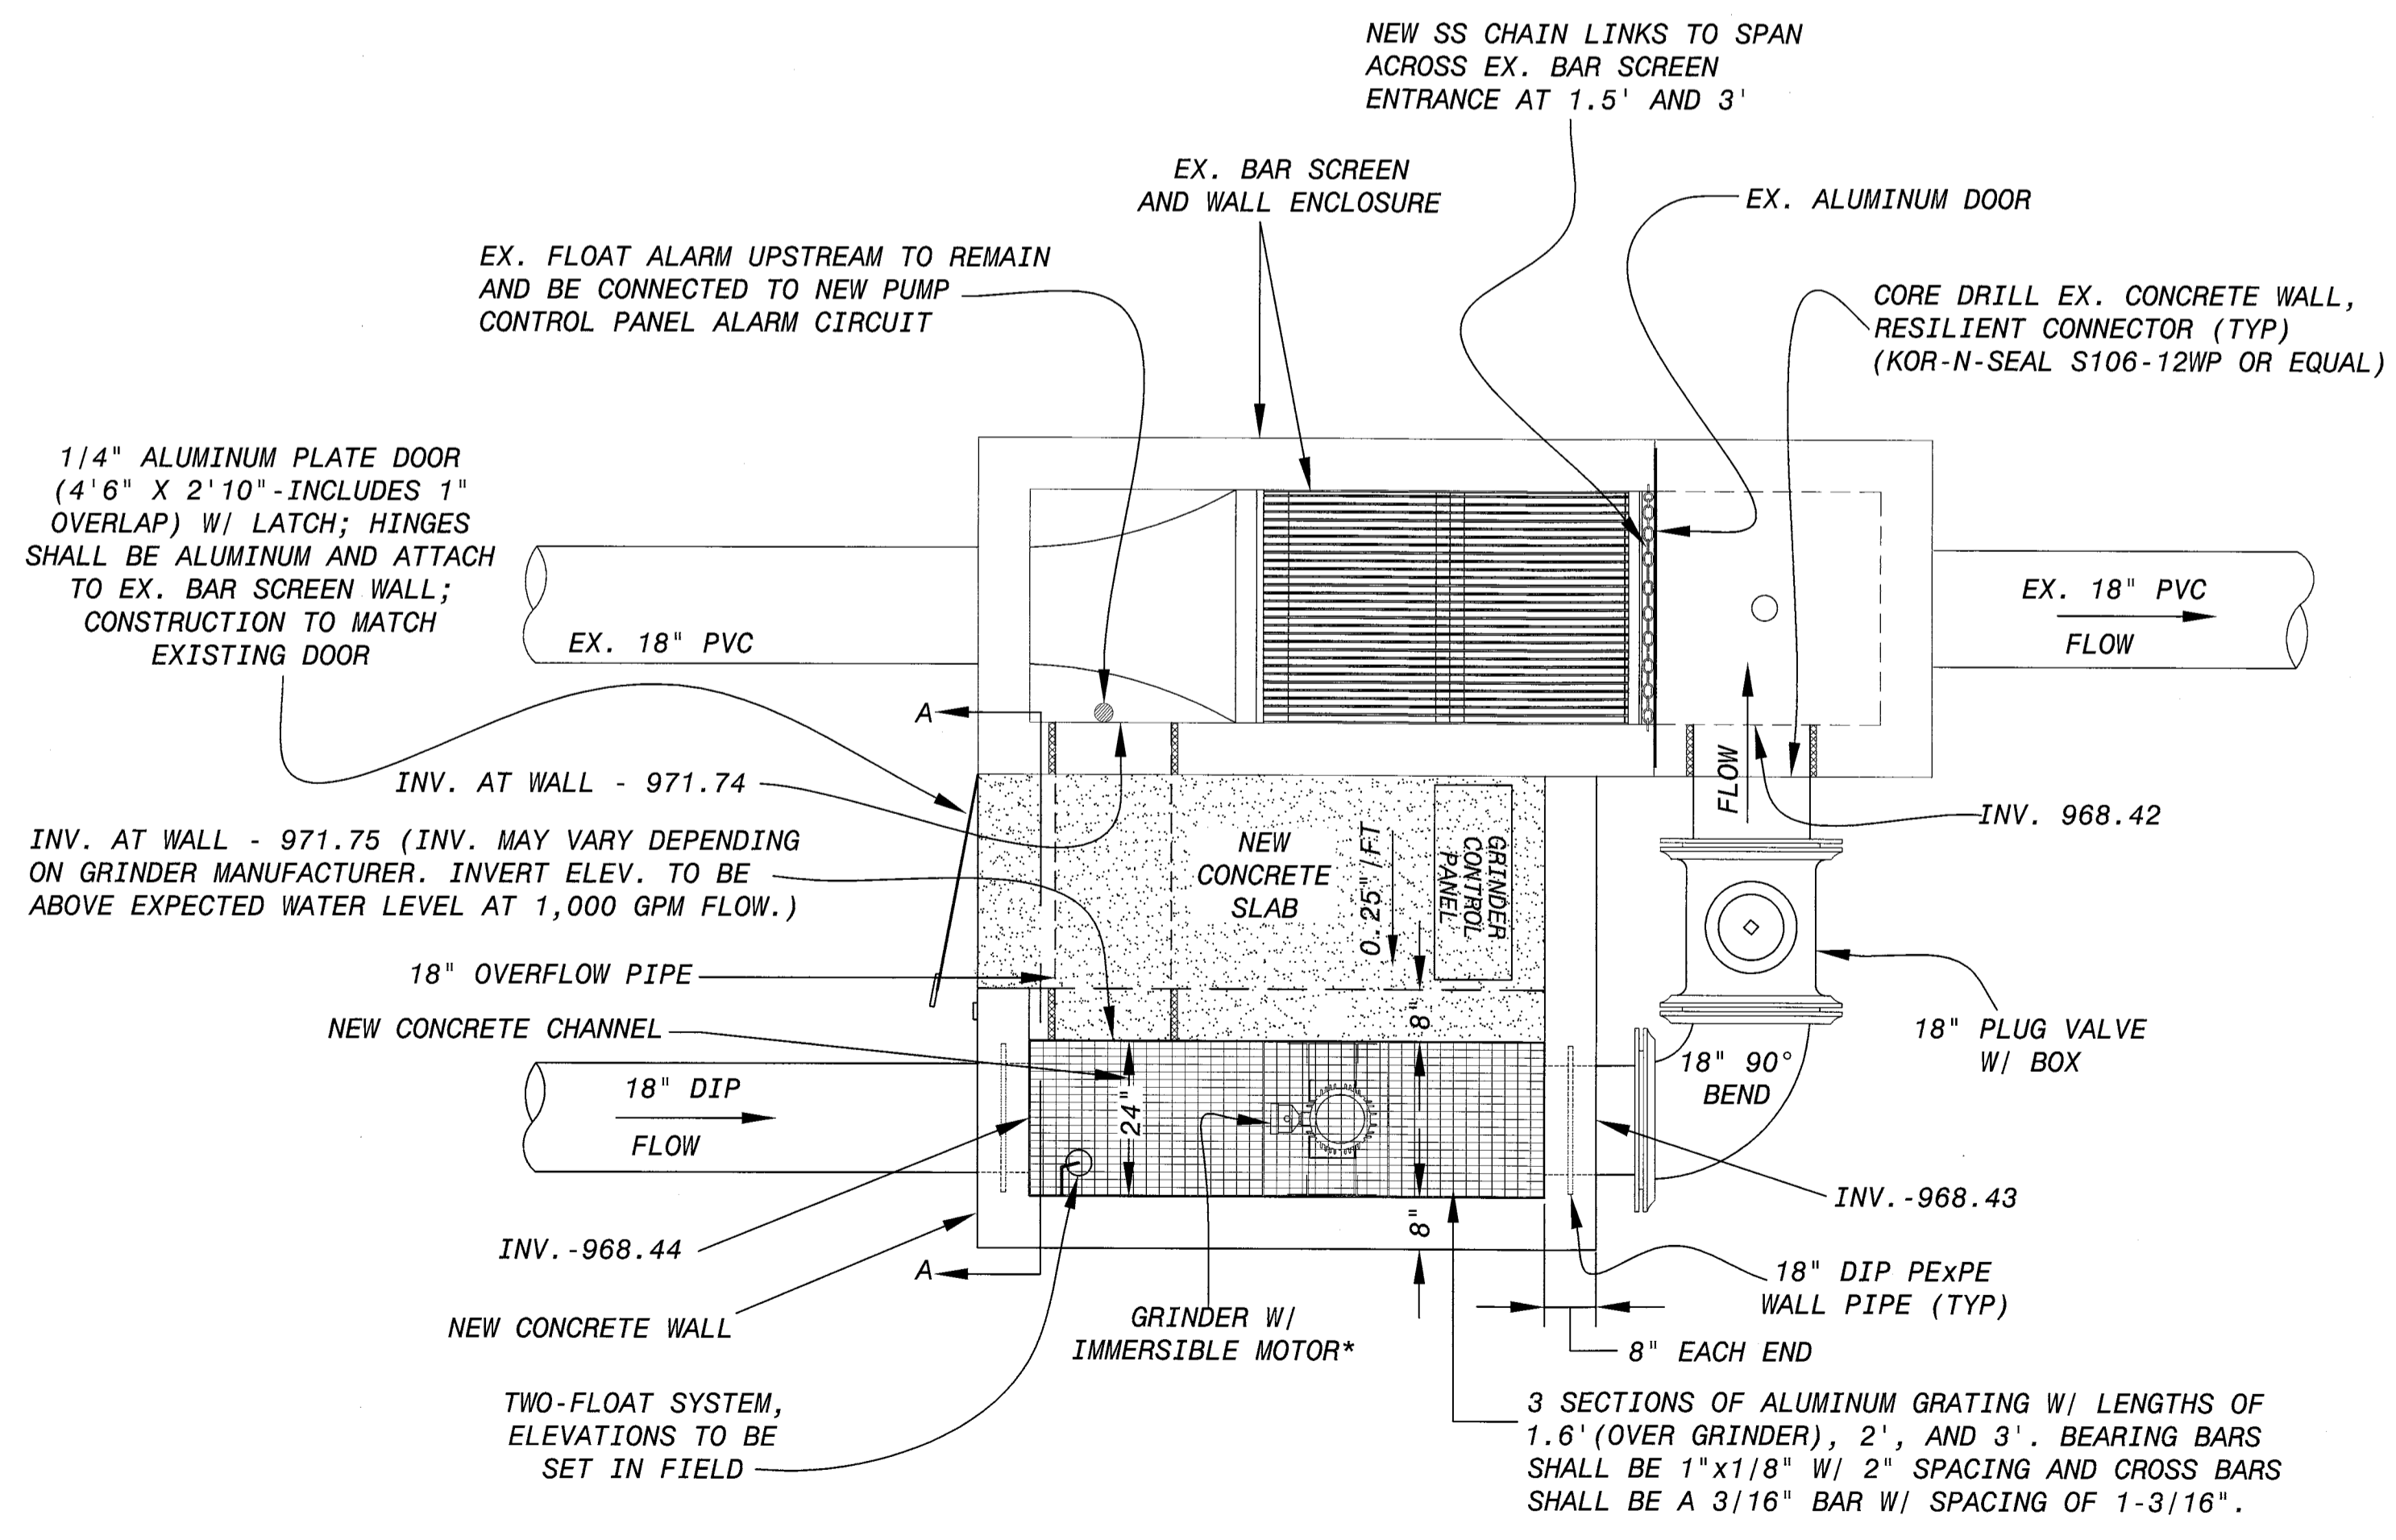 NEW SS CHAIN LINKS TO SPAN
ACROSS EX. BAR SCREEN
ENTRANCE AT 1.5' AND 3'
EX. BAR SCREEN
AND WALL ENCLOSURE
EX. ALUMINUM DOOR
EX. FLOAT ALARM UPSTREAM TO REMAIN
AND BE CONNECTED TO NEW PUMP
CONTROL PANEL ALARM CIRCUIT
CORE DRILL EX. CONCRETE WALL,
RESILIENT CONNECTOR (TYP)
(KOR-N-SEAL S106-12WP OR EQUAL)
1/4" ALUMINUM PLATE DOOR
(4'6" X 2'10"-INCLUDES 1"
OVERLAP) W/ LATCH; HINGES
SHALL BE ALUMINUM AND ATTACH
TO EX. BAR SCREEN WALL;
CONSTRUCTION TO MATCH
EXISTING DOOR
EX. 18" PVC
EX. 18" PVC
FLOW
A
INV. AT WALL - 971.74
FLOW
INV. 968.42
INV. AT WALL - 971.75 (INV. MAY VARY DEPENDING
ON GRINDER MANUFACTURER. INVERT ELEV. TO BE
ABOVE EXPECTED WATER LEVEL AT 1,000 GPM FLOW.)
NEW
CONCRETE
SLAB
0.25"/FT
GRINDER
CONTROL
PANEL
18" OVERFLOW PIPE
8"
NEW CONCRETE CHANNEL
18" PLUG VALVE
W/ BOX
18" 90°
BEND
18" DIP
FLOW
24"
INV.-968.43
8"
INV.-968.44
A
18" DIP PExPE
WALL PIPE (TYP)
NEW CONCRETE WALL
GRINDER W/
IMMERSIBLE MOTOR*
8" EACH END
TWO-FLOAT SYSTEM,
ELEVATIONS TO BE
SET IN FIELD
3 SECTIONS OF ALUMINUM GRATING W/ LENGTHS OF
1.6'(OVER GRINDER), 2', AND 3'. BEARING BARS
SHALL BE 1"x1/8" W/ 2" SPACING AND CROSS BARS
SHALL BE A 3/16" BAR W/ SPACING OF 1-3/16".